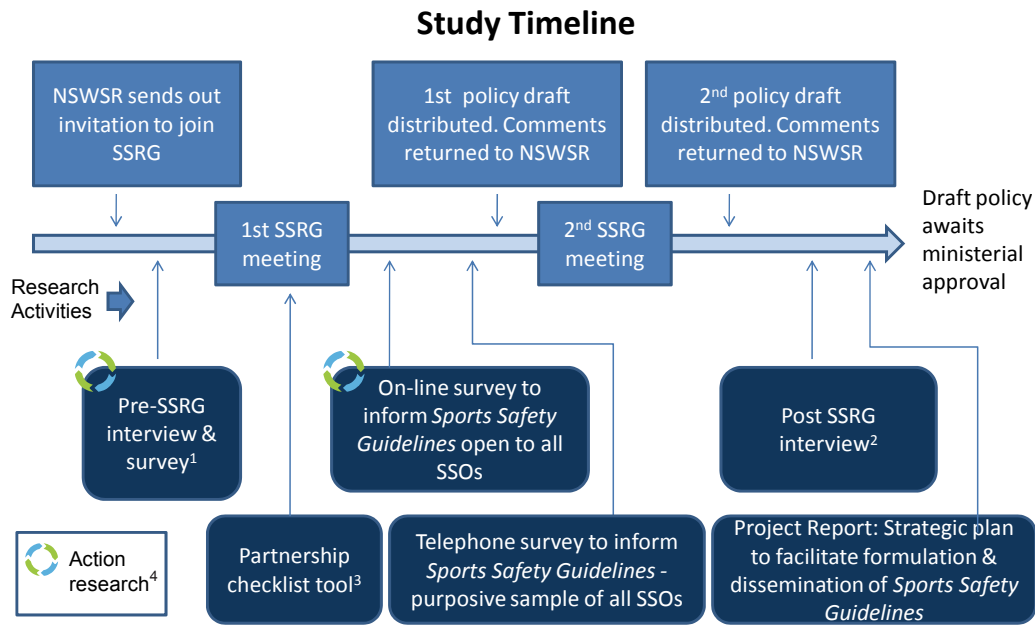 Study Timeline
NSWSR sends out
invitation to join
SSRG
1st policy draft
distributed. Comments
returned to NSWSR
2nd policy draft
distributed. Comments
returned to NSWSR
1st SSRG
meeting
2nd SSRG
meeting
Draft policy
awaits
ministerial
approval
Research
Activities
Pre-SSRG
interview &
survey1
On-line survey to
inform Sports Safety
Guidelines open to all
SSOs
Post SSRG
interview2
Action
research4
Partnership
checklist tool3
Telephone survey to inform
Sports Safety Guidelines -
purposive sample of all SSOs
Project Report: Strategic plan
to facilitate formulation &
dissemination of Sports Safety
Guidelines